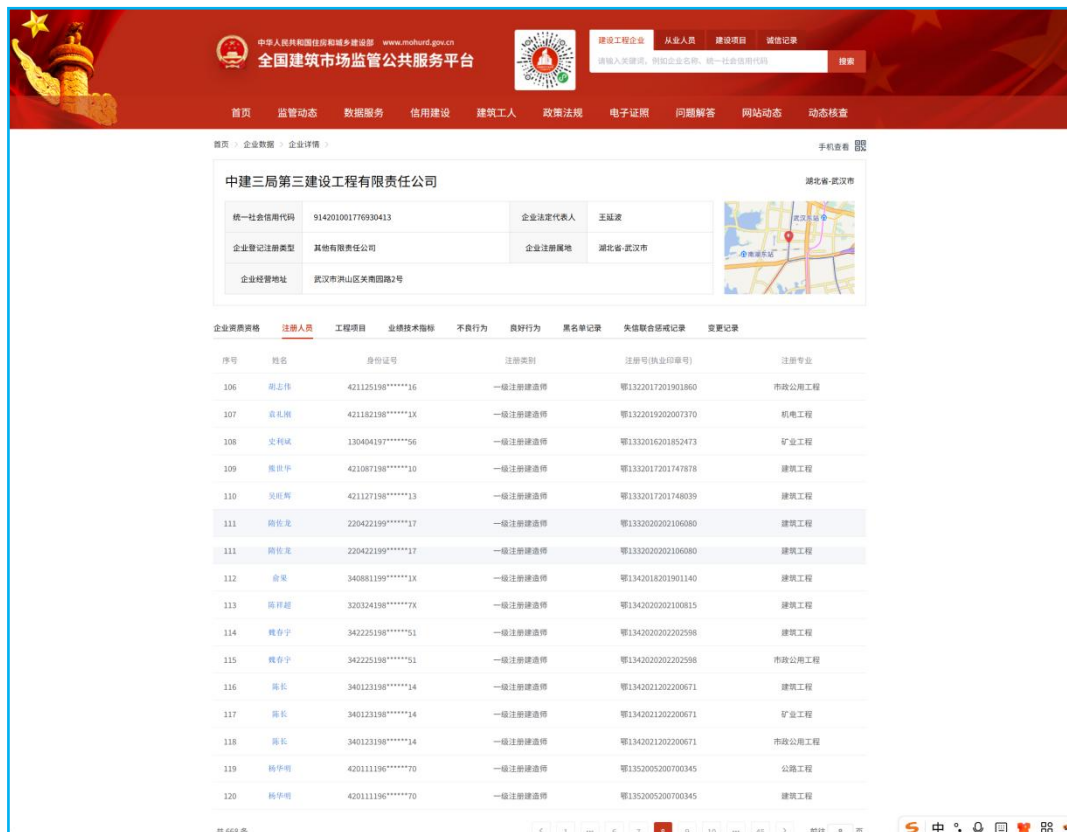 中华人民共和国住房和城乡建设部 www.mohurd.gov.cn
全国建筑市场监管公共服务平台
建设工程企业 从业人员 建设项目 诚信记录
请输入关键词，例如企业名称、统一社会信用代码 搜索
首页 监管动态 数据服务 信用建设 建筑工人 政策法规 电子证照 问题解答 网站动态 动态核查
首页 > 企业数据 > 企业详情 > 手机查看
中建三局第三建设工程有限责任公司 湖北省-武汉市
统一社会信用代码 914201001776930413 企业法定代表人 王延波
企业登记注册类型 其他有限责任公司 企业注册属地 湖北省-武汉市
企业经营地址 武汉市洪山区关南园路2号
武汉东站
南湖东站
企业资质资格 注册人员 工程项目 业绩技术指标 不良行为 良好行为 黑名单记录 失信联合惩戒记录 变更记录
序号 姓名 身份证号 注册类别 注册号(执业印章号) 注册专业
106 胡志伟 421125198******16 一级注册建造师 鄂1322017201901860 市政公用工程
107 袁礼刚 421182198******1X 一级注册建造师 鄂1322019202007370 机电工程
108 史利斌 130404197******56 一级注册建造师 鄂1332016201852473 矿业工程
109 熊世华 421087198******10 一级注册建造师 鄂1332017201747878 建筑工程
110 吴旺辉 421127198******13 一级注册建造师 鄂1332017201748039 建筑工程
111 隋佐龙 220422199******17 一级注册建造师 鄂1332020202106080 建筑工程
111 隋佐龙 220422199******17 一级注册建造师 鄂1332020202106080 建筑工程
112 俞果 340881199******1X 一级注册建造师 鄂1342018201901140 建筑工程
113 陈祥超 320324198******7X 一级注册建造师 鄂1342020202100815 建筑工程
114 魏春宇 342225198******51 一级注册建造师 鄂1342020202202598 建筑工程
115 魏春宇 342225198******51 一级注册建造师 鄂1342020202202598 市政公用工程
116 陈长 340123198******14 一级注册建造师 鄂1342021202200671 建筑工程
117 陈长 340123198******14 一级注册建造师 鄂1342021202200671 矿业工程
118 陈长 340123198******14 一级注册建造师 鄂1342021202200671 市政公用工程
119 杨华明 420111196******70 一级注册建造师 鄂1352005200700345 公路工程
120 杨华明 420111196******70 一级注册建造师 鄂1352005200700345 建筑工程
共 668 条
中